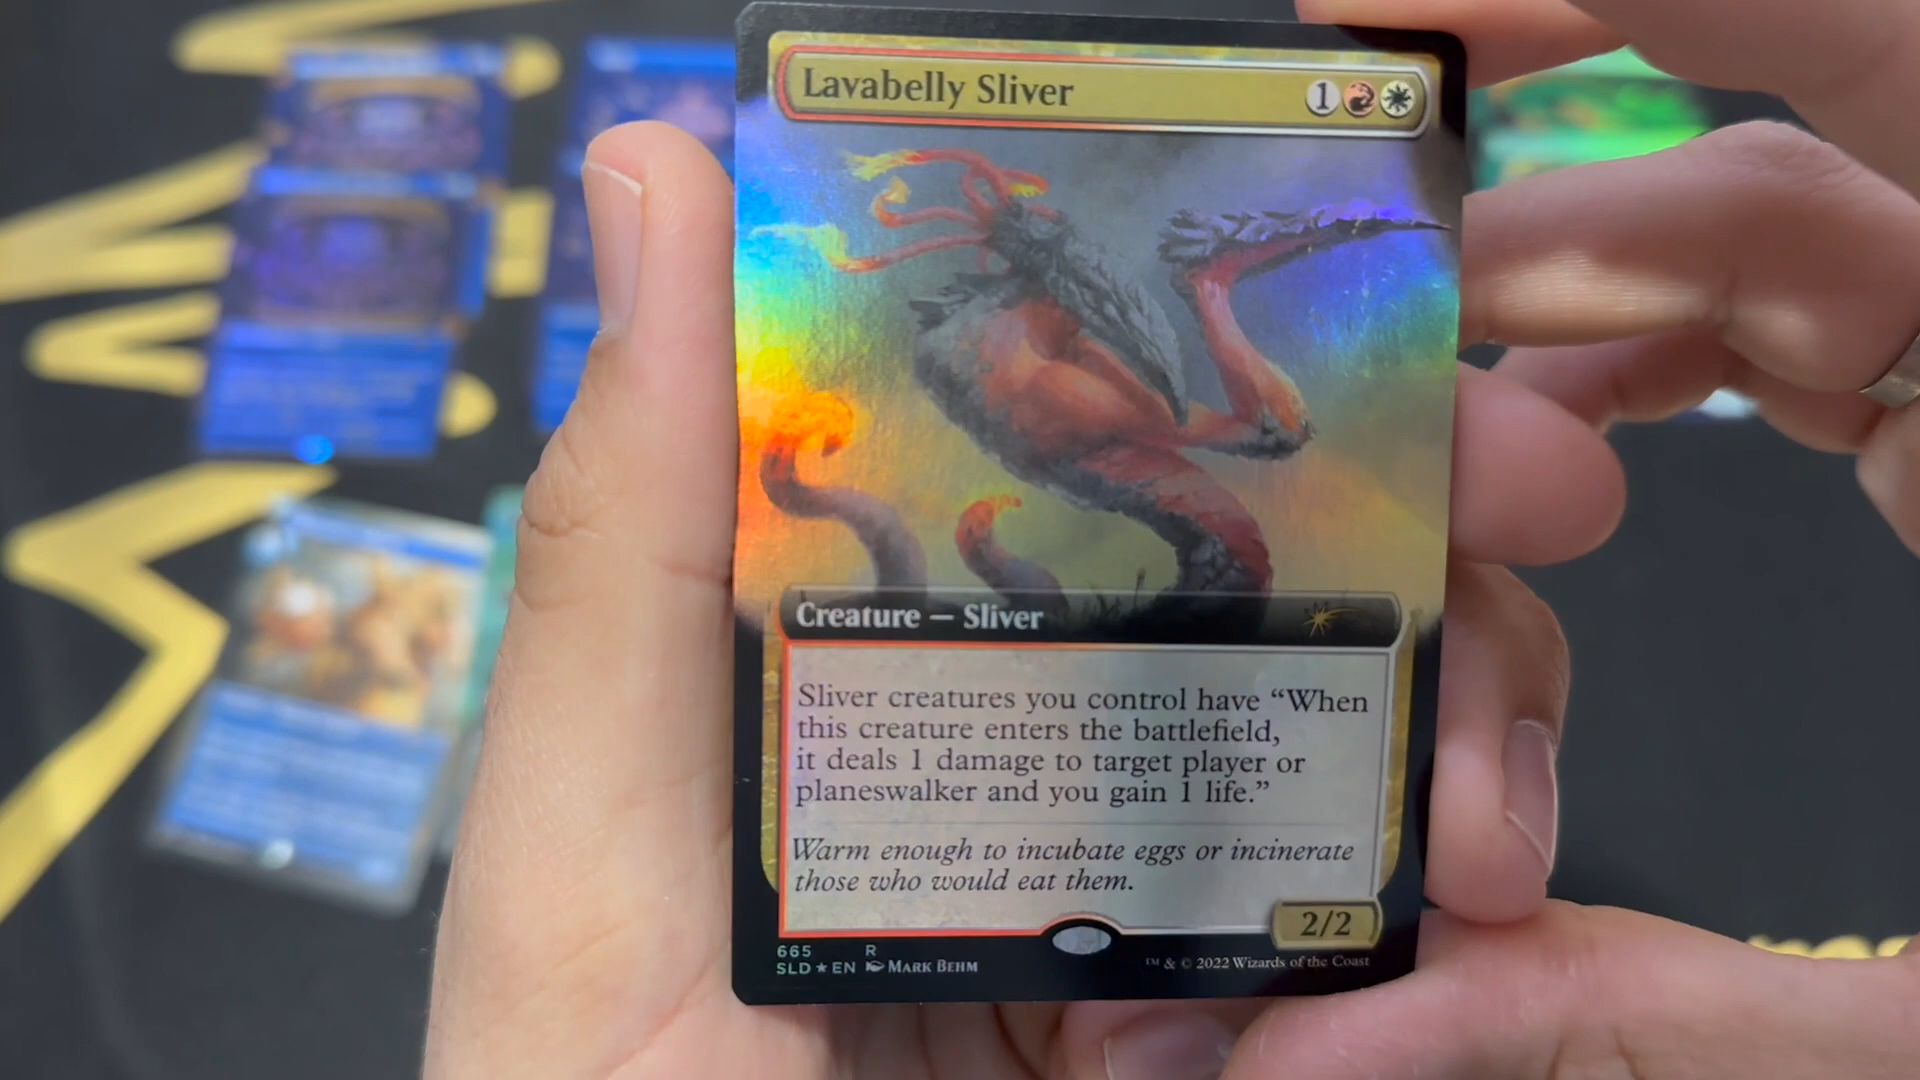 Lavabelly Sliver 1
Creature — Sliver
Sliver creatures you control have “When
this creature enters the battlefield,
it deals 1 damage to target player or
planeswalker and you gain 1 life.”
Warm enough to incubate eggs or incinerate
those who would eat them.
2/2
665 R
SLD ★ EN MARK BEHM
™ & © 2022 Wizards of the Coast